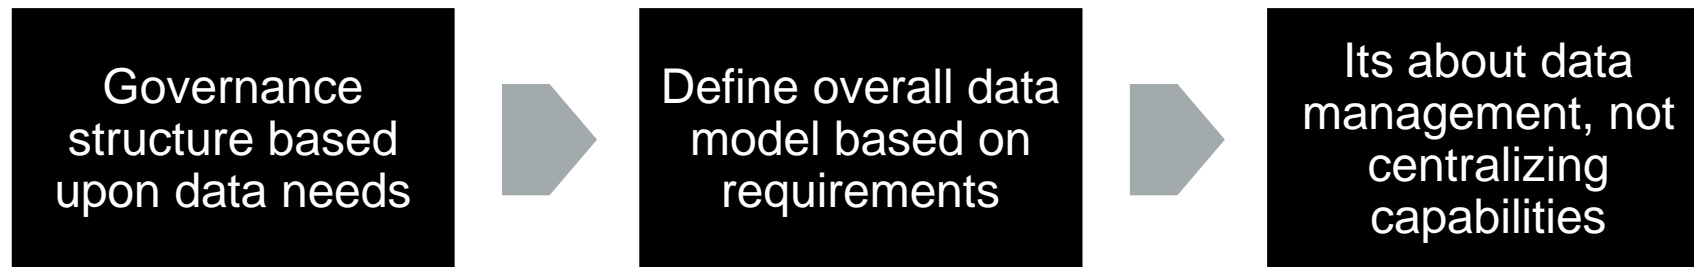 Governance
structure based
upon data needs
Define overall data
model based on
requirements
Its about data
management, not
centralizing
capabilities